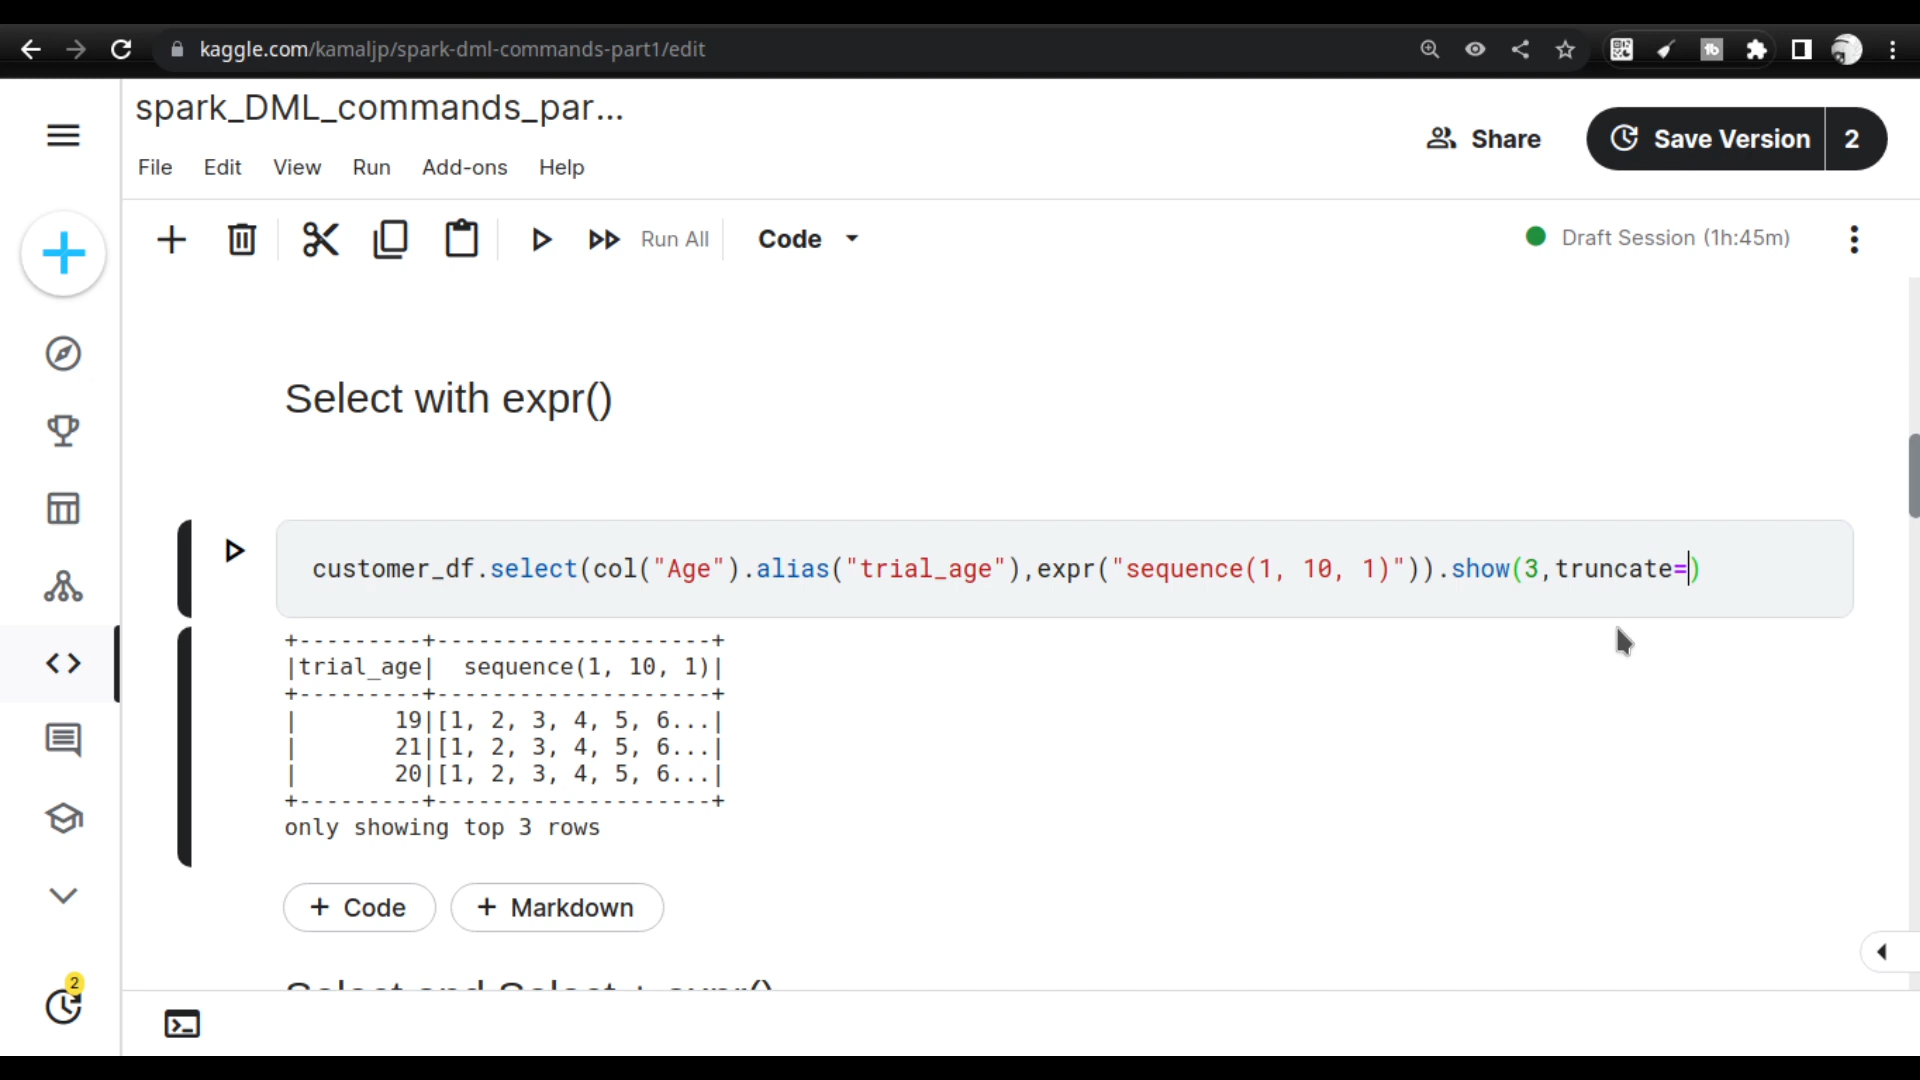 kaggle.com/kamaljp/spark-dml-commands-part1/edit
spark_DML_commands_par...
File Edit View Run Add-ons Help
Share
Save Version 2
Run All
Code
Draft Session (1h:45m)
Select with expr()
customer_df.select(col("Age").alias("trial_age"),expr("sequence(1, 10, 1)")).show(3,truncate=)
+---------+--------------------+
|trial_age|  sequence(1, 10, 1)|
+---------+--------------------+
|       19|[1, 2, 3, 4, 5, 6...|
|       21|[1, 2, 3, 4, 5, 6...|
|       20|[1, 2, 3, 4, 5, 6...|
+---------+--------------------+
only showing top 3 rows
+ Code + Markdown
Select and Select + expr()
2